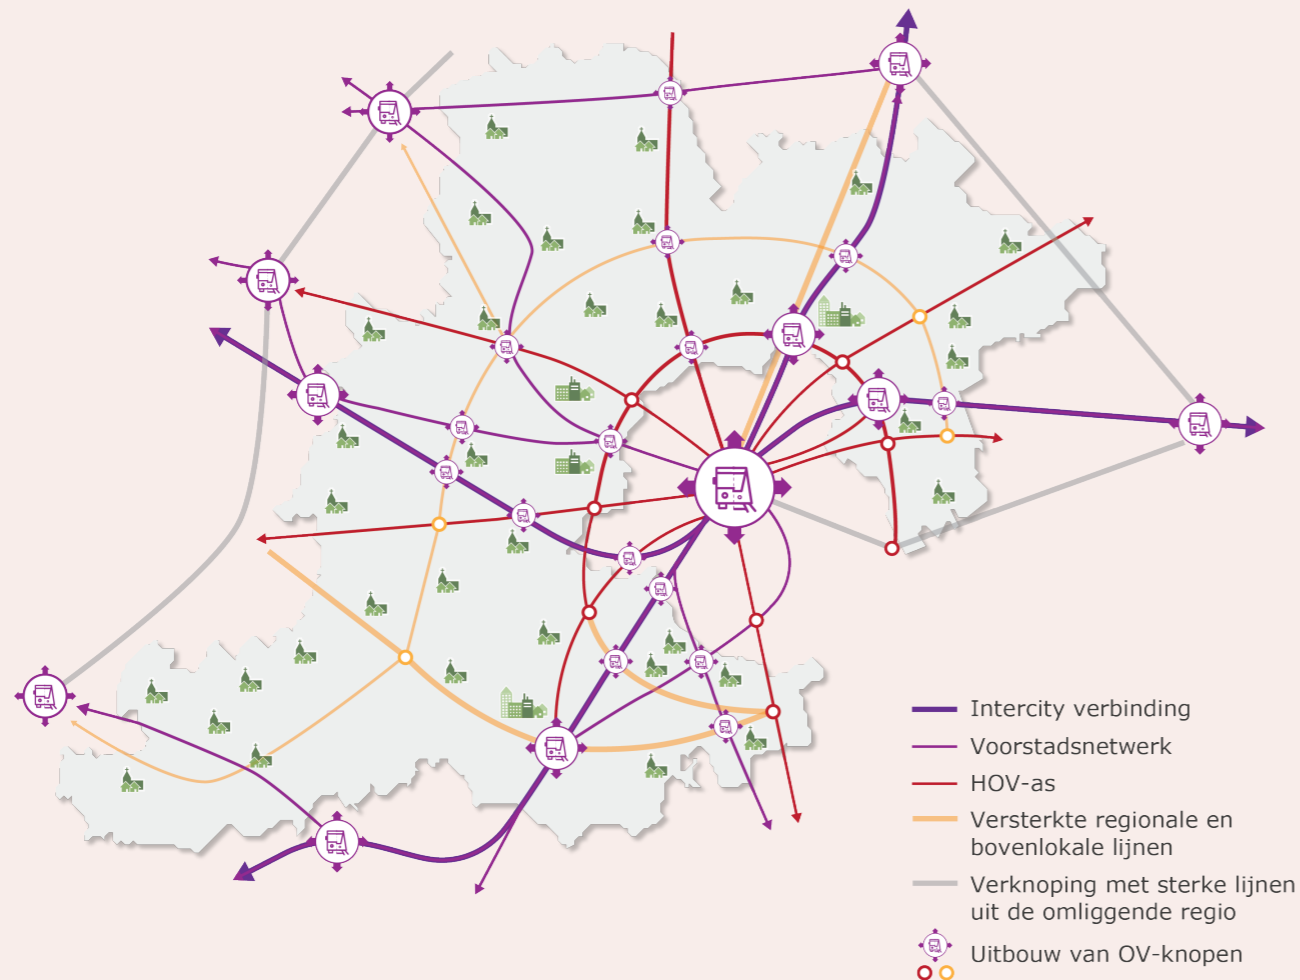 Intercity verbinding
Voorstadsnetwerk
HOV-as
Versterkte regionale en
bovenlokale lijnen
Verknoping met sterke lijnen
uit de omliggende regio
Uitbouw van OV-knopen